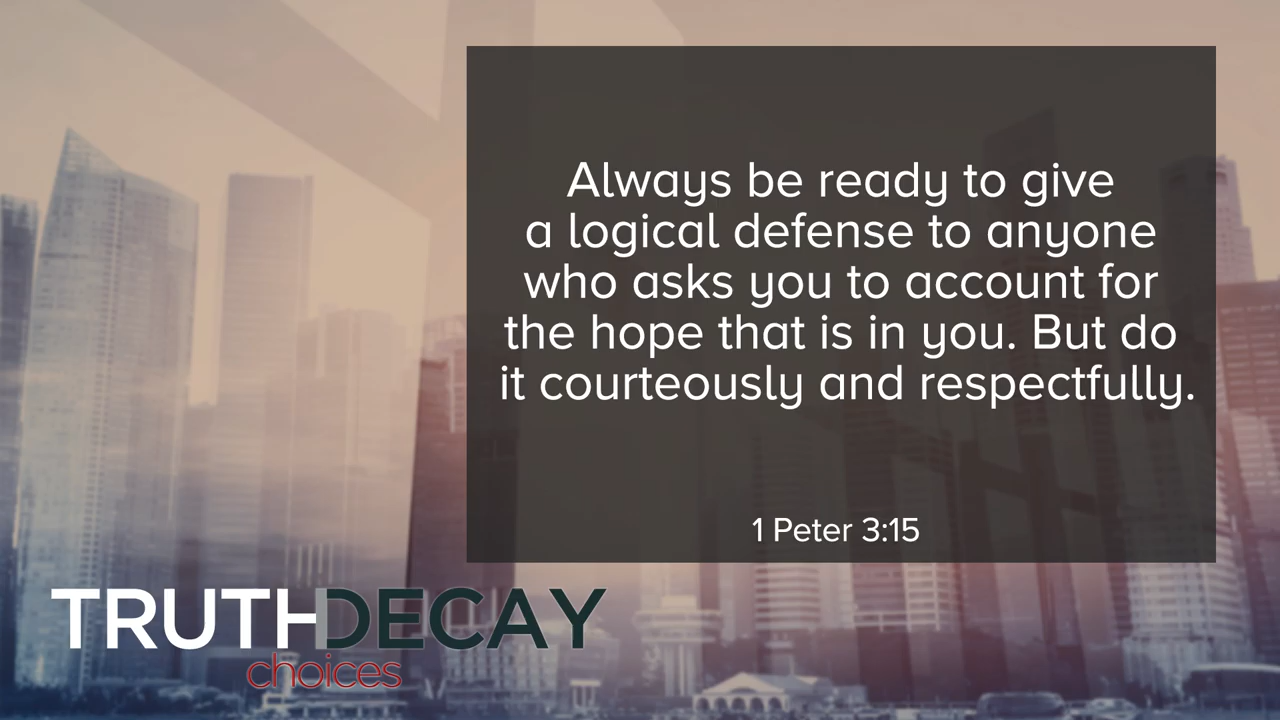 Always be ready to give
a logical defense to anyone
who asks you to account for
the hope that is in you. But do
it courteously and respectfully.
1 Peter 3:15
TRUTHDECAY
choices